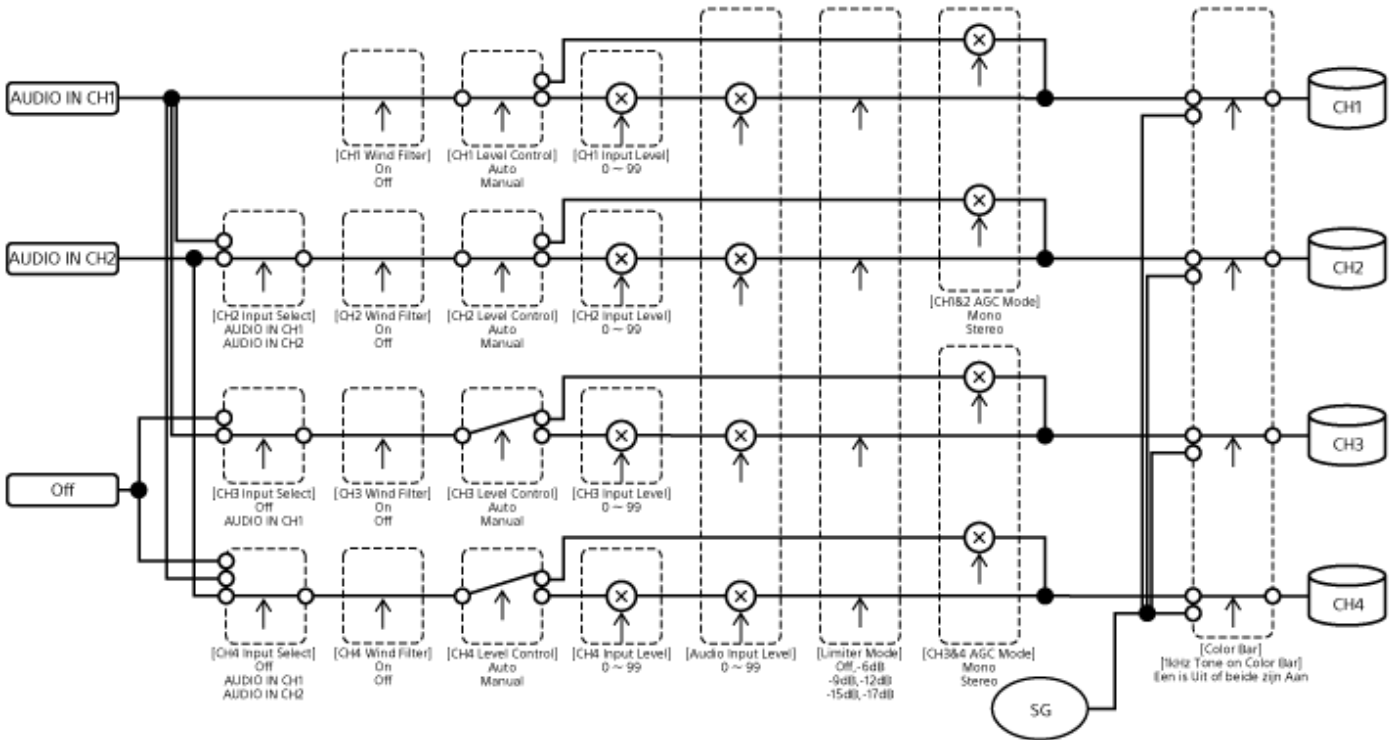 AUDIO IN CH1
CH1
[CH1 Wind Filter]
On
Off
[CH1 Level Control]
Auto
Manual
[CH1 Input Level]
0 ~ 99
AUDIO IN CH2
CH2
[CH2 Input Select]
AUDIO IN CH1
AUDIO IN CH2
[CH2 Wind Filter]
On
Off
[CH2 Level Control]
Auto
Manual
[CH2 Input Level]
0 ~ 99
[CH1&2 AGC Mode]
Mono
Stereo
CH3
Off
[CH3 Input Select]
Off
AUDIO IN CH1
[CH3 Wind Filter]
On
Off
[CH3 Level Control]
Auto
Manual
[CH3 Input Level]
0 ~ 99
CH4
[CH4 Input Select]
Off
AUDIO IN CH1
AUDIO IN CH2
[CH4 Wind Filter]
On
Off
[CH4 Level Control]
Auto
Manual
[CH4 Input Level]
0 ~ 99
[Audio Input Level]
0 ~ 99
[Limiter Mode]
Off,-6dB
-9dB,-12dB
-15dB,-17dB
[CH3&4 AGC Mode]
Mono
Stereo
[Color Bar]
[1kHz Tone on Color Bar]
Een is Uit of beide zijn Aan
SG